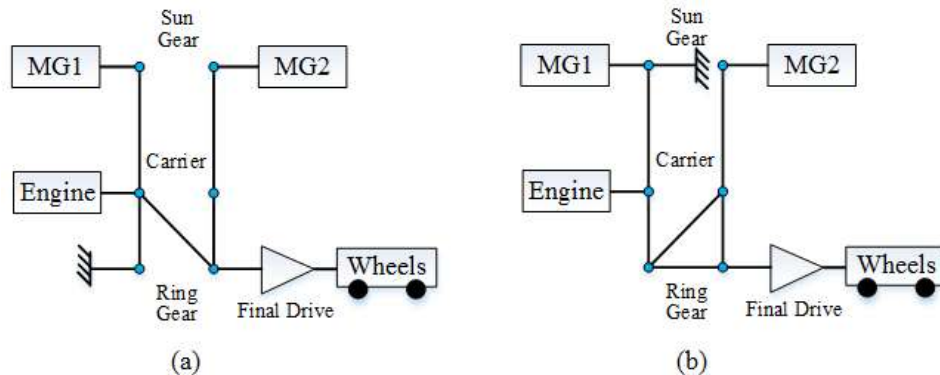 Sun
Gear
MG1
MG2
Carrier
Engine
Wheels
Ring
Gear
Final Drive
(a)
Sun
Gear
MG1
MG2
Carrier
Engine
Wheels
Ring
Gear
Final Drive
(b)